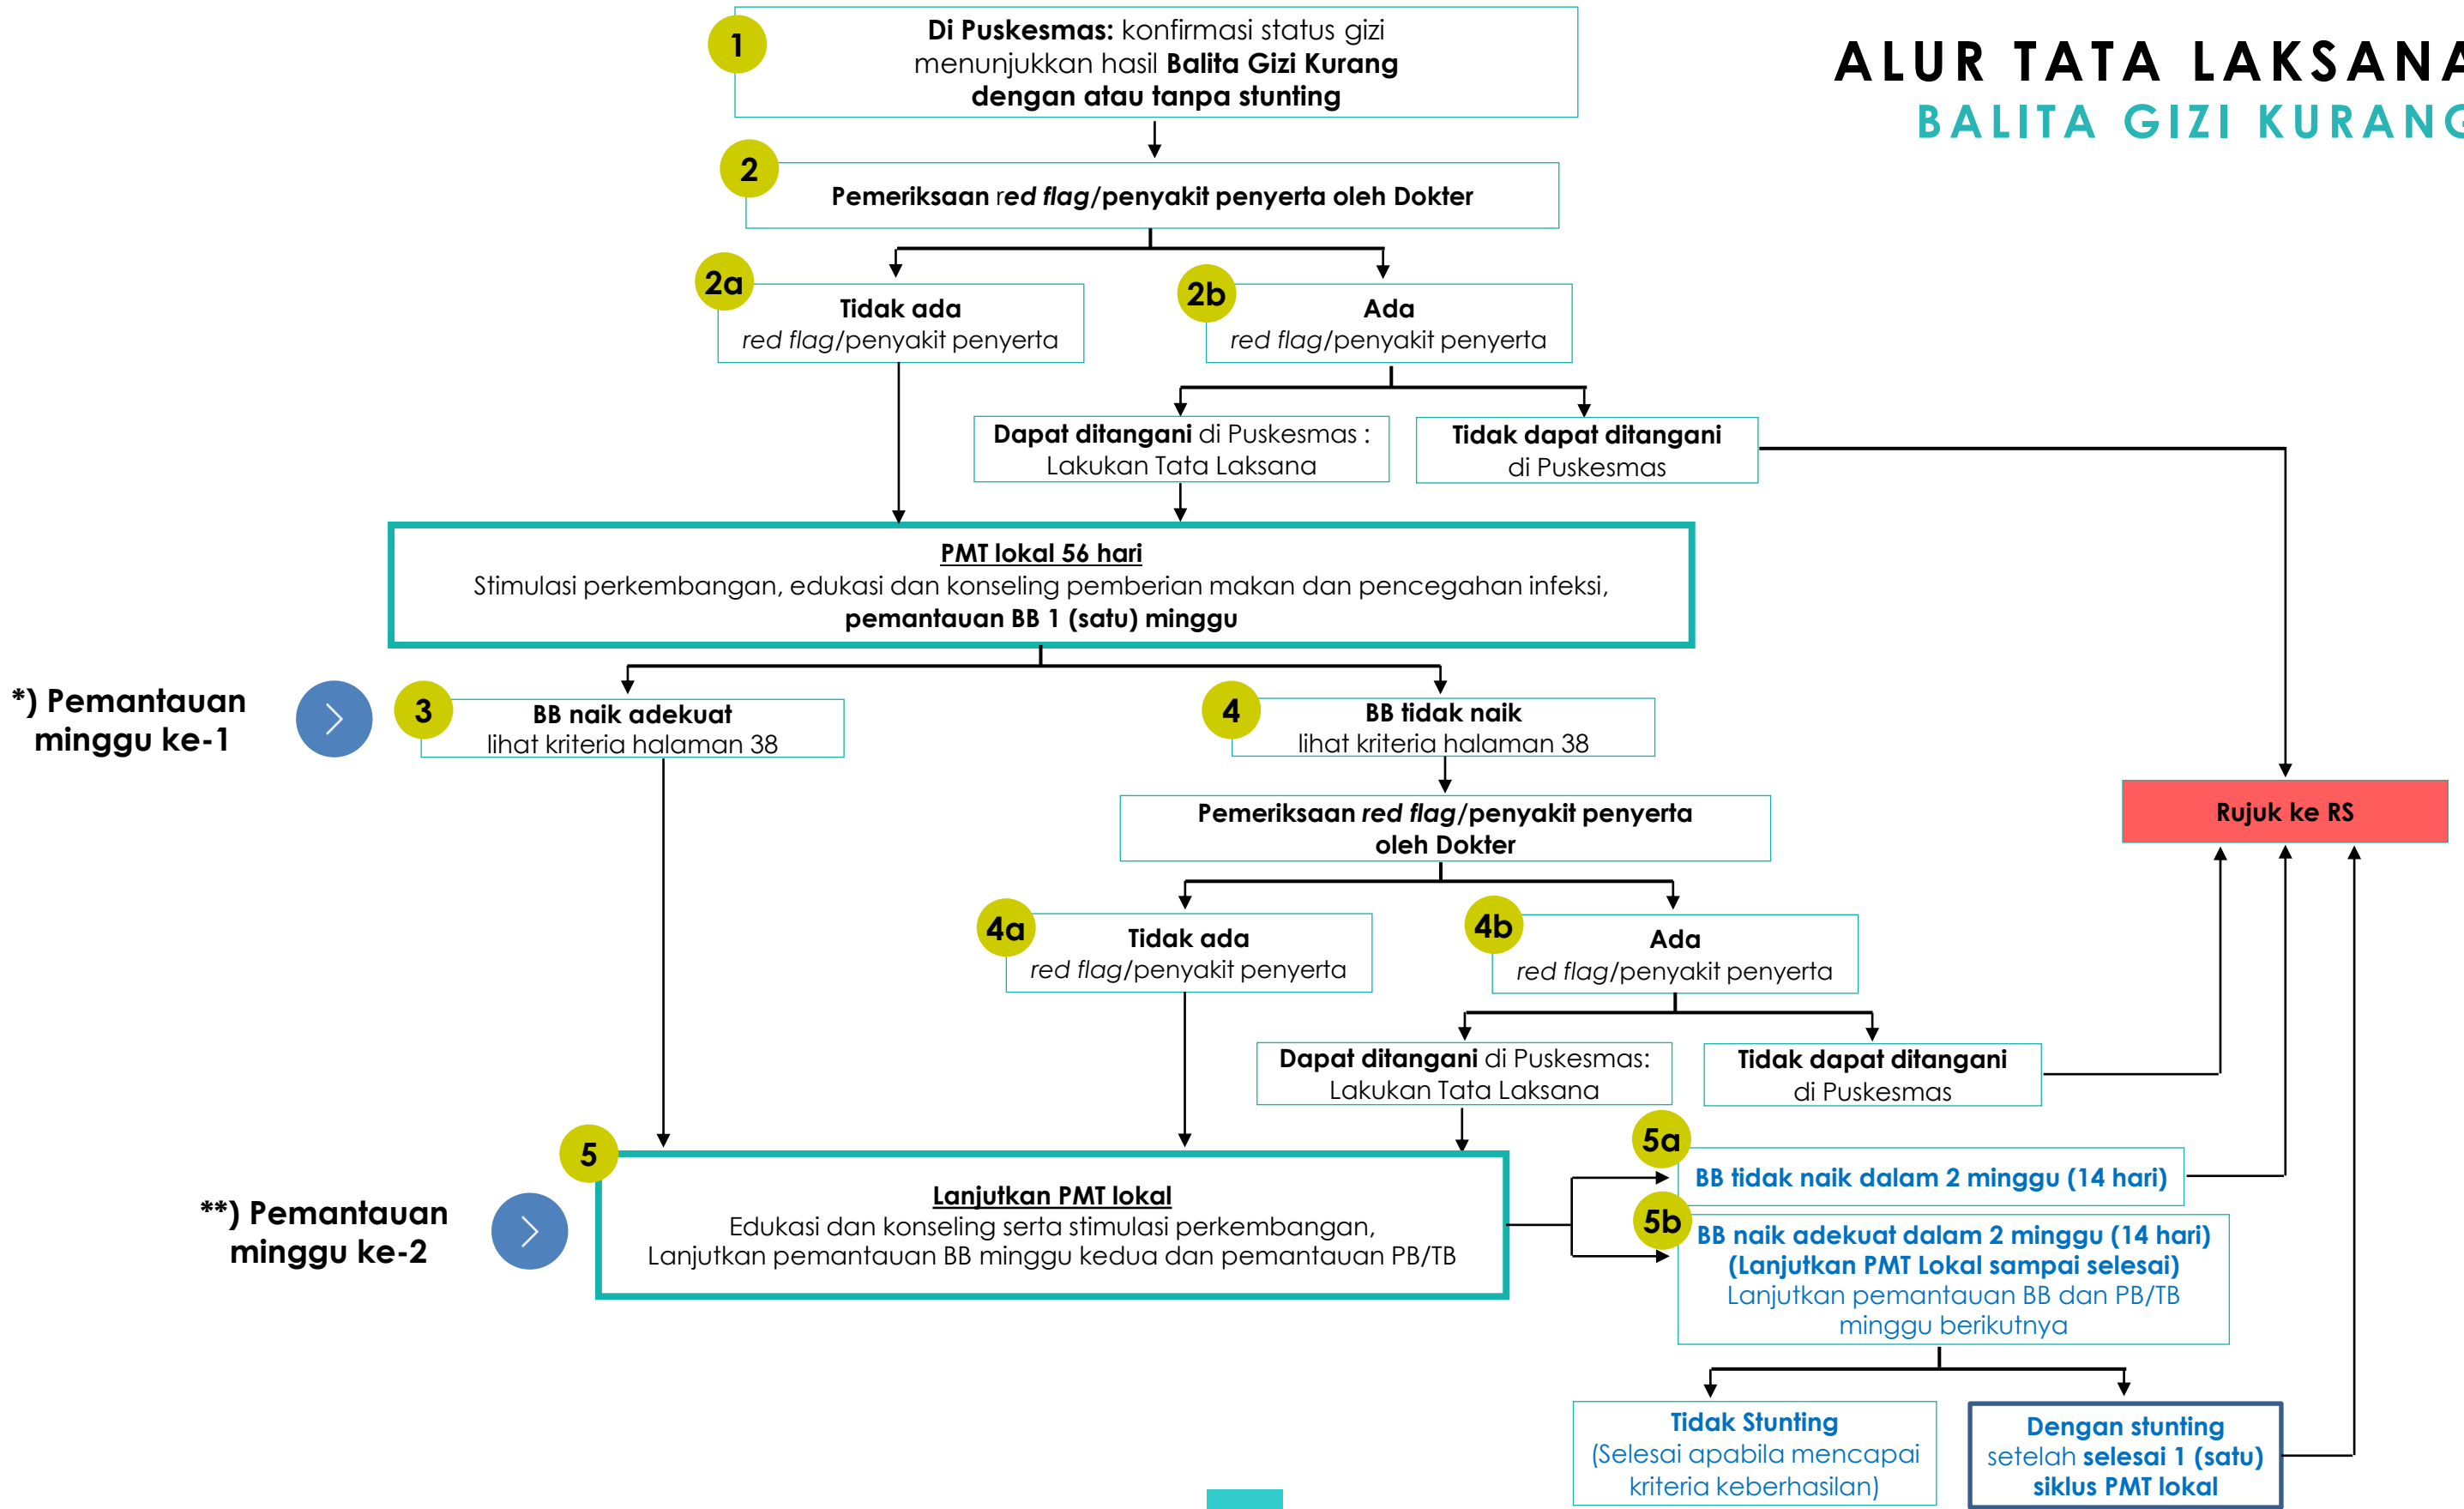 ALUR TATA LAKSANA
BALITA GIZI KURANG
1
Di Puskesmas: konfirmasi status gizi
menunjukkan hasil Balita Gizi Kurang
dengan atau tanpa stunting
2
Pemeriksaan red flag/penyakit penyerta oleh Dokter
2a
Tidak ada
red flag/penyakit penyerta
2b
Ada
red flag/penyakit penyerta
Dapat ditangani di Puskesmas :
Lakukan Tata Laksana
Tidak dapat ditangani
di Puskesmas
PMT lokal 56 hari
Stimulasi perkembangan, edukasi dan konseling pemberian makan dan pencegahan infeksi,
pemantauan BB 1 (satu) minggu
*) Pemantauan
minggu ke-1
3
BB naik adekuat
lihat kriteria halaman 38
4
BB tidak naik
lihat kriteria halaman 38
Pemeriksaan red flag/penyakit penyerta
oleh Dokter
Rujuk ke RS
4a
Tidak ada
red flag/penyakit penyerta
4b
Ada
red flag/penyakit penyerta
Dapat ditangani di Puskesmas:
Lakukan Tata Laksana
Tidak dapat ditangani
di Puskesmas
**) Pemantauan
minggu ke-2
5
Lanjutkan PMT lokal
Edukasi dan konseling serta stimulasi perkembangan,
Lanjutkan pemantauan BB minggu kedua dan pemantauan PB/TB
5a
BB tidak naik dalam 2 minggu (14 hari)
5b
BB naik adekuat dalam 2 minggu (14 hari)
(Lanjutkan PMT Lokal sampai selesai)
Lanjutkan pemantauan BB dan PB/TB
minggu berikutnya
Tidak Stunting
(Selesai apabila mencapai
kriteria keberhasilan)
Dengan stunting
setelah selesai 1 (satu)
siklus PMT lokal